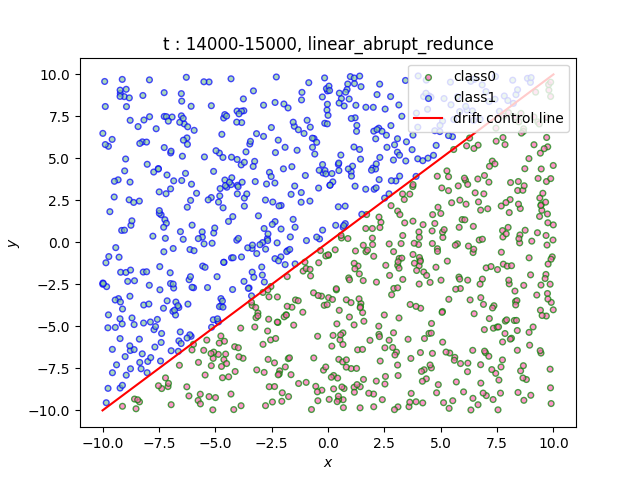 t : 14000-15000, linear_abrupt_redunce
class0
class1
drift control line
10.0
7.5
5.0
2.5
0.0
−2.5
−5.0
−7.5
−10.0
y
−10.0 −7.5 −5.0 −2.5 0.0 2.5 5.0 7.5 10.0
x